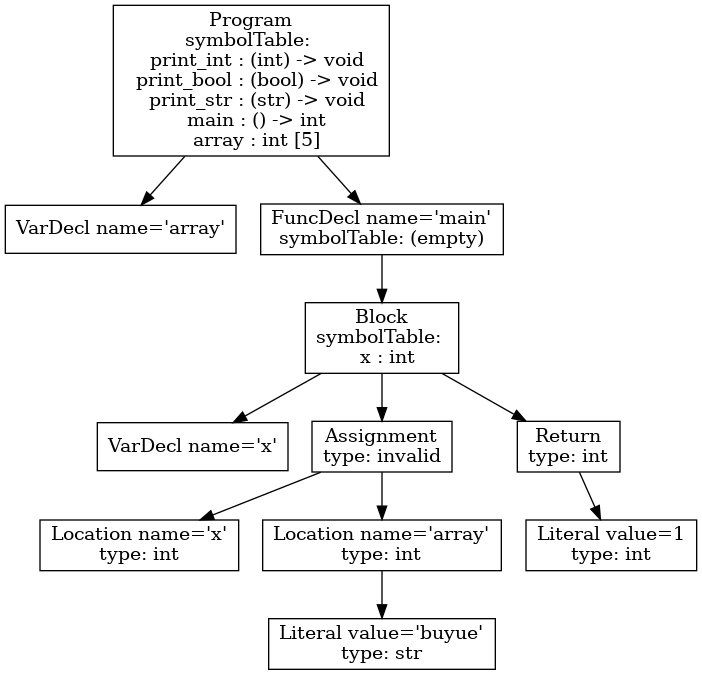 Program
symbolTable:
print_int : (int) -> void
print_bool : (bool) -> void
print_str : (str) -> void
main : () -> int
array : int [5]
VarDecl name='array'
FuncDecl name='main'
symbolTable: (empty)
Block
symbolTable:
x : int
VarDecl name='x'
Assignment
type: invalid
Return
type: int
Location name='x'
type: int
Location name='array'
type: int
Literal value=1
type: int
Literal value='buyue'
type: str